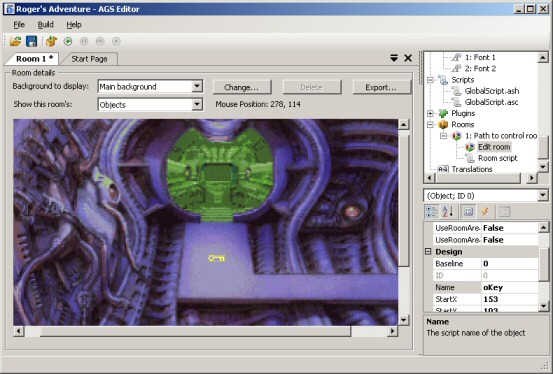 Roger's Adventure - AGS Editor
File Build Help
Room 1 * Start Page
Room details
Background to display: Main background Change... Delete Export...
Show this room's: Objects Mouse Position: 278, 114
1: Font 1
2: Font 2
Scripts
GlobalScript.ash
GlobalScript.asc
Plugins
Rooms
1: Path to control roo
Edit room
Room script
Translations
(Object; ID 0)
UseRoomAre False
UseRoomAre False
Design
Baseline 0
ID 0
Name oKey
StartX 153
103
Name
The script name of the object